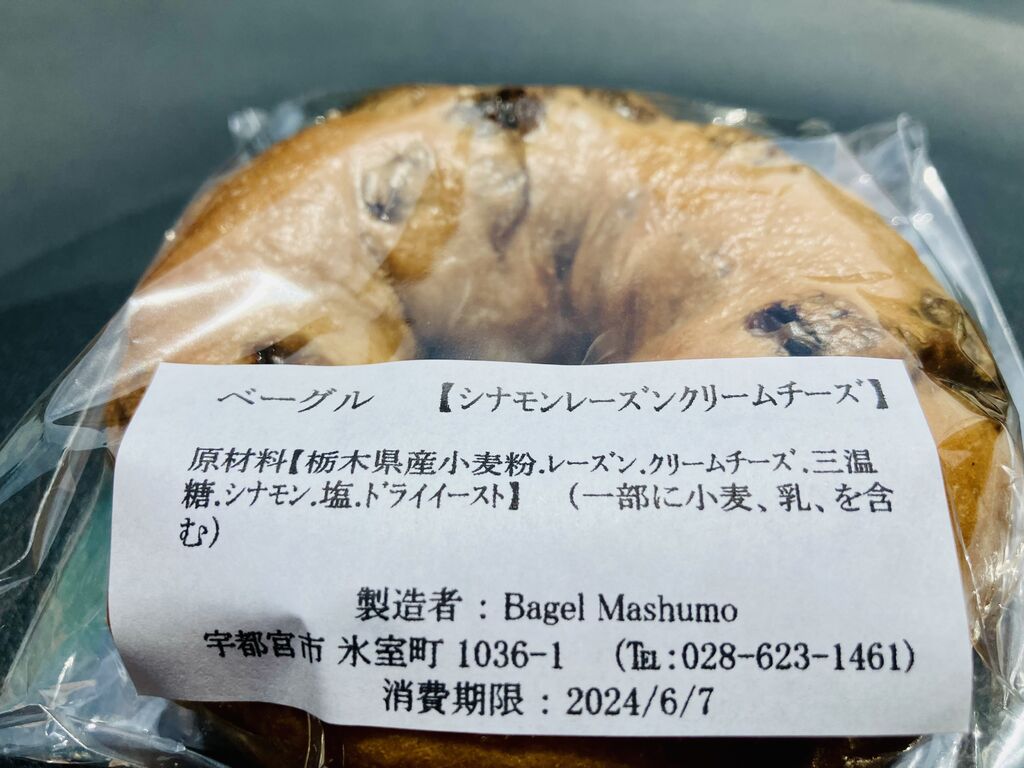 ベーグル 【シナモンレーズンクリームチーズ】
原材料【栃木県産小麦粉.レーズン.クリームチーズ.三温
糖.シナモン.塩.ドライイースト】 (一部に小麦、乳、を含
む)
製造者：Bagel Mashumo
宇都宮市 氷室町 1036-1 (℡:028-623-1461)
消費期限：2024/6/7